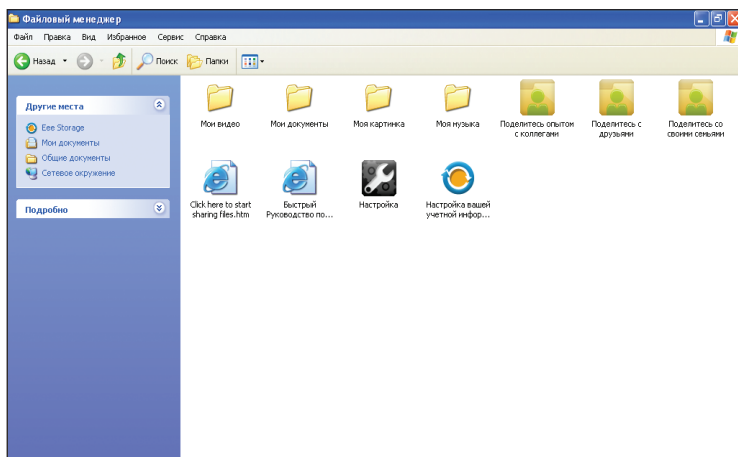 Файловый менеджер
Файл Правка Вид Избранное Сервис Справка
Назад Поиск Папки
Другие места
Eee Storage
Мои документы
Общие документы
Сетевое окружение
Подробно
Мои видео
Мои документы
Моя картинка
Моя музыка
Поделитесь опытом
с коллегами
Поделитесь с
друзьями
Поделитесь со
своими семьями
Click here to start
sharing files.htm
Быстрый
Руководство по...
Настройка
Настройка вашей
учетной инфор...